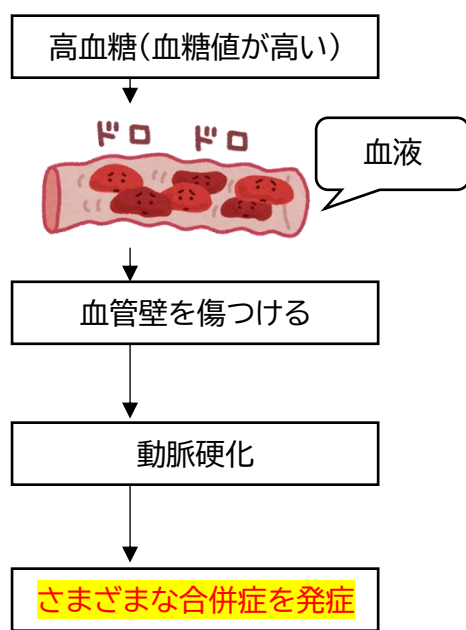 高血糖(血糖値が高い)
ドロ ドロ
血液
血管壁を傷つける
動脈硬化
さまざまな合併症を発症